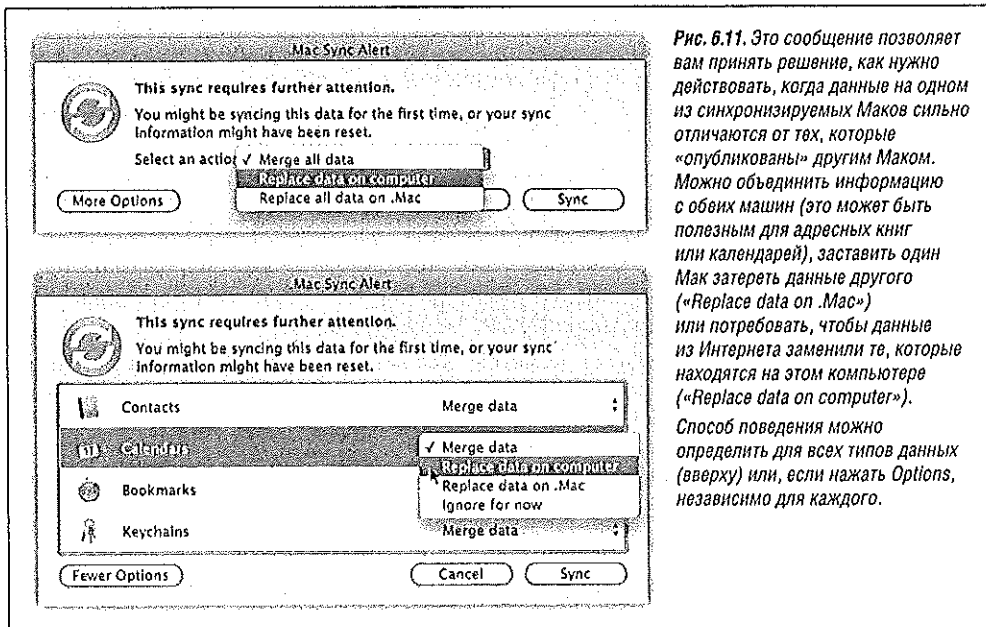 .Mac Sync Alert
This sync requires further attention.
You might be syncing this data for the first time, or your sync
information might have been reset.
Select an action
✓ Merge all data
Replace data on computer
Replace all data on .Mac
More Options
Sync
.Mac Sync Alert
This sync requires further attention.
You might be syncing this data for the first time, or your sync
information might have been reset.
Contacts
Merge data
17
Calendars
✓ Merge data
Replace data on computer
Replace data on .Mac
Ignore for now
Bookmarks
Keychains
Merge data
Fewer Options
Cancel
Sync
Рис. 6.11. Это сообщение позволяет
вам принять решение, как нужно
действовать, когда данные на одном
из синхронизируемых Маков сильно
отличаются от тех, которые
«опубликованы» другим Маком.
Можно объединить информацию
с обеих машин (это может быть
полезным для адресных книг
или календарей), заставить один
Мак затереть данные другого
(«Replace data on .Mac»)
или потребовать, чтобы данные
из Интернета заменили те, которые
находятся на этом компьютере
(«Replace data on computer»).
Способ поведения можно
определить для всех типов данных
(вверху) или, если нажать Options,
независимо для каждого.